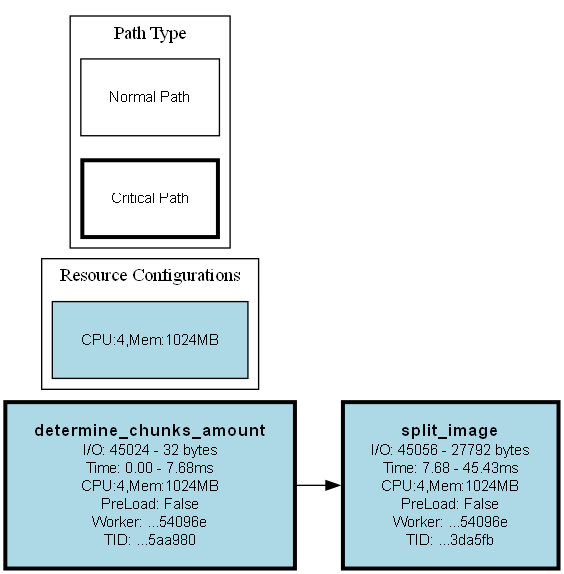 Path Type
Normal Path
Critical Path
Resource Configurations
CPU:4,Mem:1024MB
determine_chunks_amount
I/O: 45024 - 32 bytes
Time: 0.00 - 7.68ms
CPU:4,Mem:1024MB
PreLoad: False
Worker: ...54096e
TID: ...5aa980
split_image
I/O: 45056 - 27792 bytes
Time: 7.68 - 45.43ms
CPU:4,Mem:1024MB
PreLoad: False
Worker: ...54096e
TID: ...3da5fb